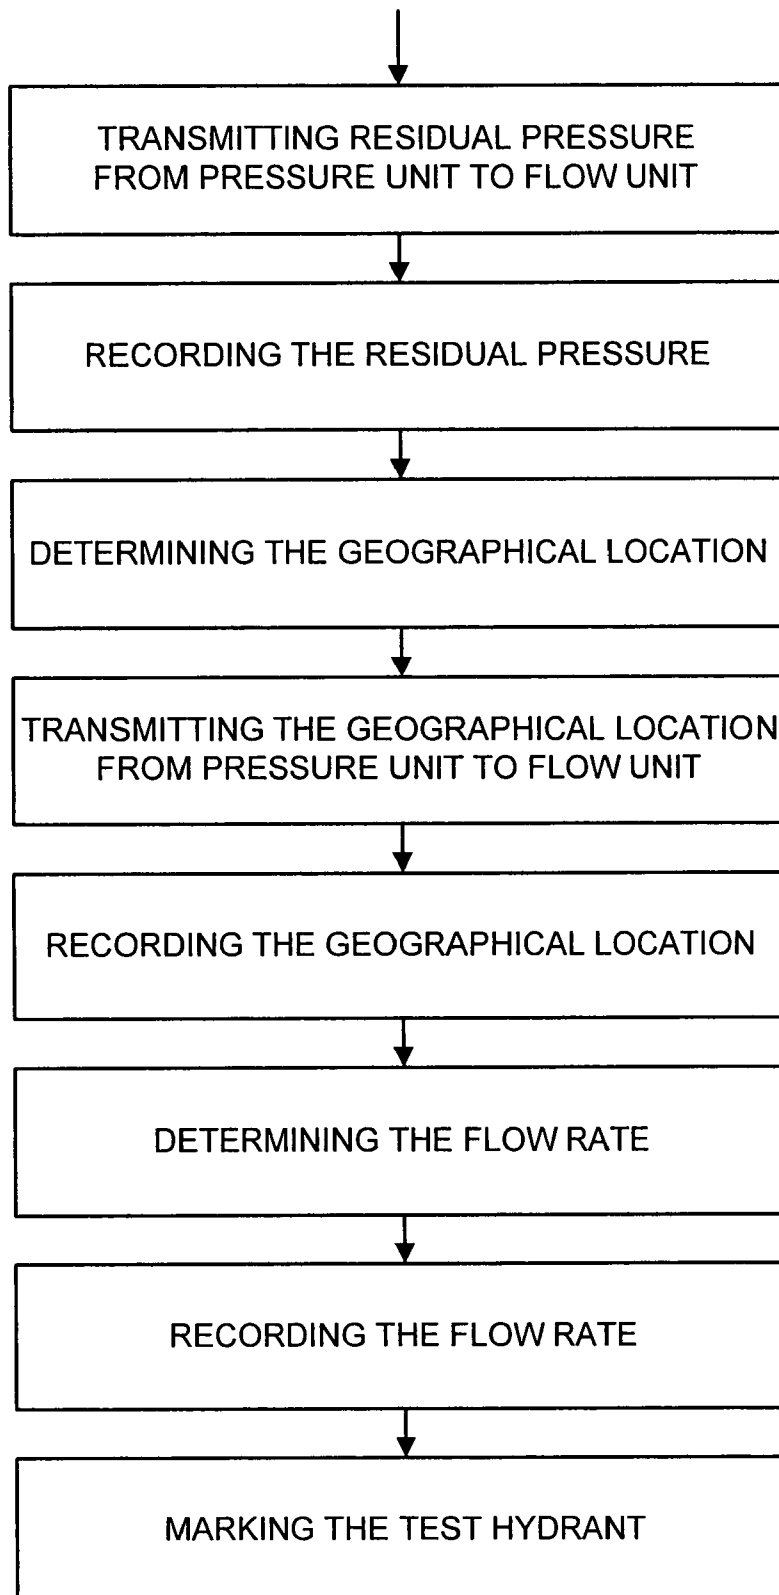 TRANSMITTING RESIDUAL PRESSURE
FROM PRESSURE UNIT TO FLOW UNIT
RECORDING THE RESIDUAL PRESSURE
DETERMINING THE GEOGRAPHICAL LOCATION
TRANSMITTING THE GEOGRAPHICAL LOCATION
FROM PRESSURE UNIT TO FLOW UNIT
RECORDING THE GEOGRAPHICAL LOCATION
DETERMINING THE FLOW RATE
RECORDING THE FLOW RATE
MARKING THE TEST HYDRANT